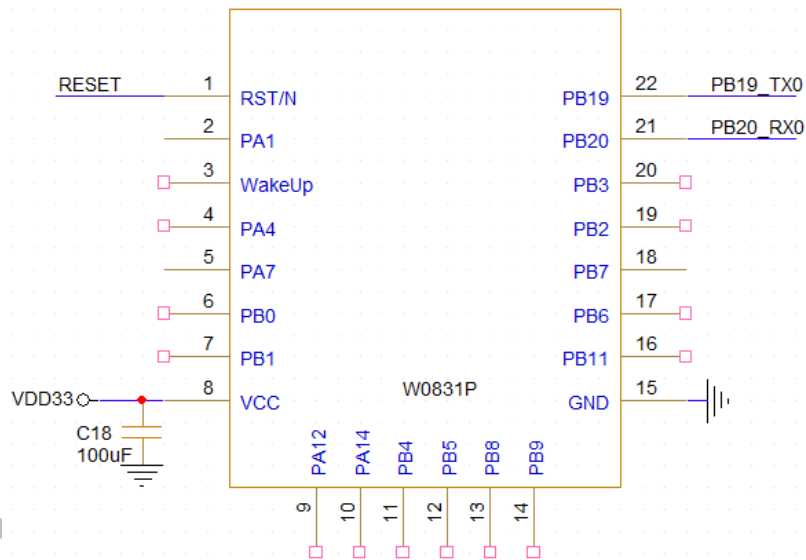 RESET 1 RST/N PB19 22 PB19_TX0
2 PA1 PB20 21 PB20_RX0
3 WakeUp PB3 20
4 PA4 PB2 19
5 PA7 PB7 18
6 PB0 PB6 17
7 PB1 PB11 16
W0831P
VDD33 8 VCC GND 15
C18
100uF
PA12 PA14 PB4 PB5 PB8 PB9
9 10 11 12 13 14